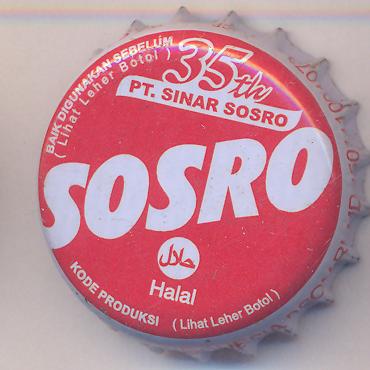 BAIK DIGUNAKAN SEBELUM
( Lihat Leher Botol )
35th
PT. SINAR SOSRO
SOSRO
حلال
Halal
KODE PRODUKSI ( Lihat Leher Botol )